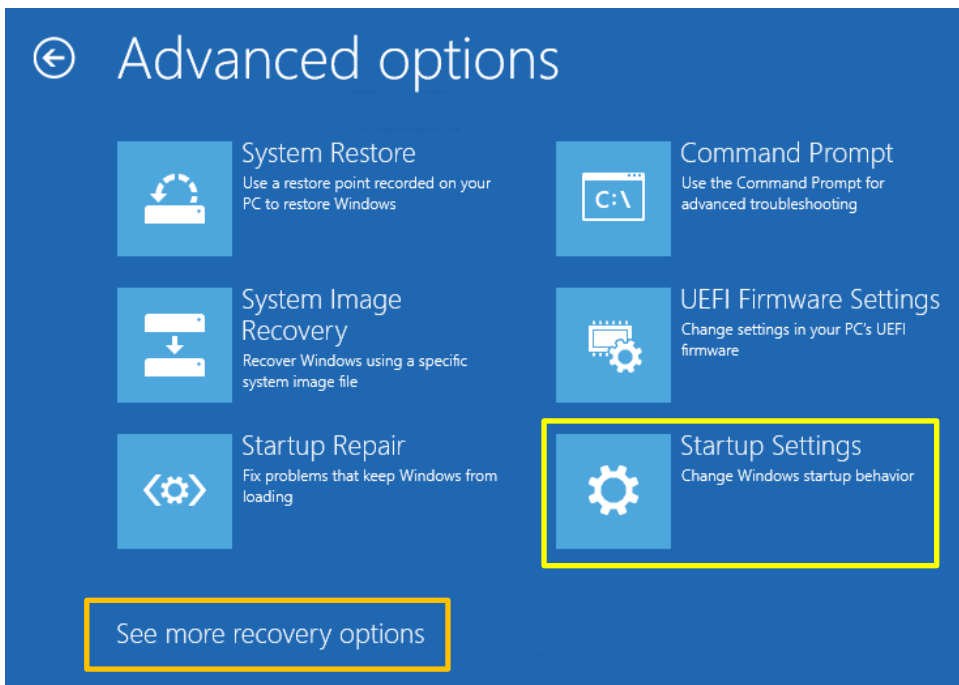 Advanced options
System Restore
Use a restore point recorded on your
PC to restore Windows
Command Prompt
Use the Command Prompt for
advanced troubleshooting
C:\
System Image
Recovery
Recover Windows using a specific
system image file
UEFI Firmware Settings
Change settings in your PC's UEFI
firmware
Startup Repair
Fix problems that keep Windows from
loading
Startup Settings
Change Windows startup behavior
See more recovery options